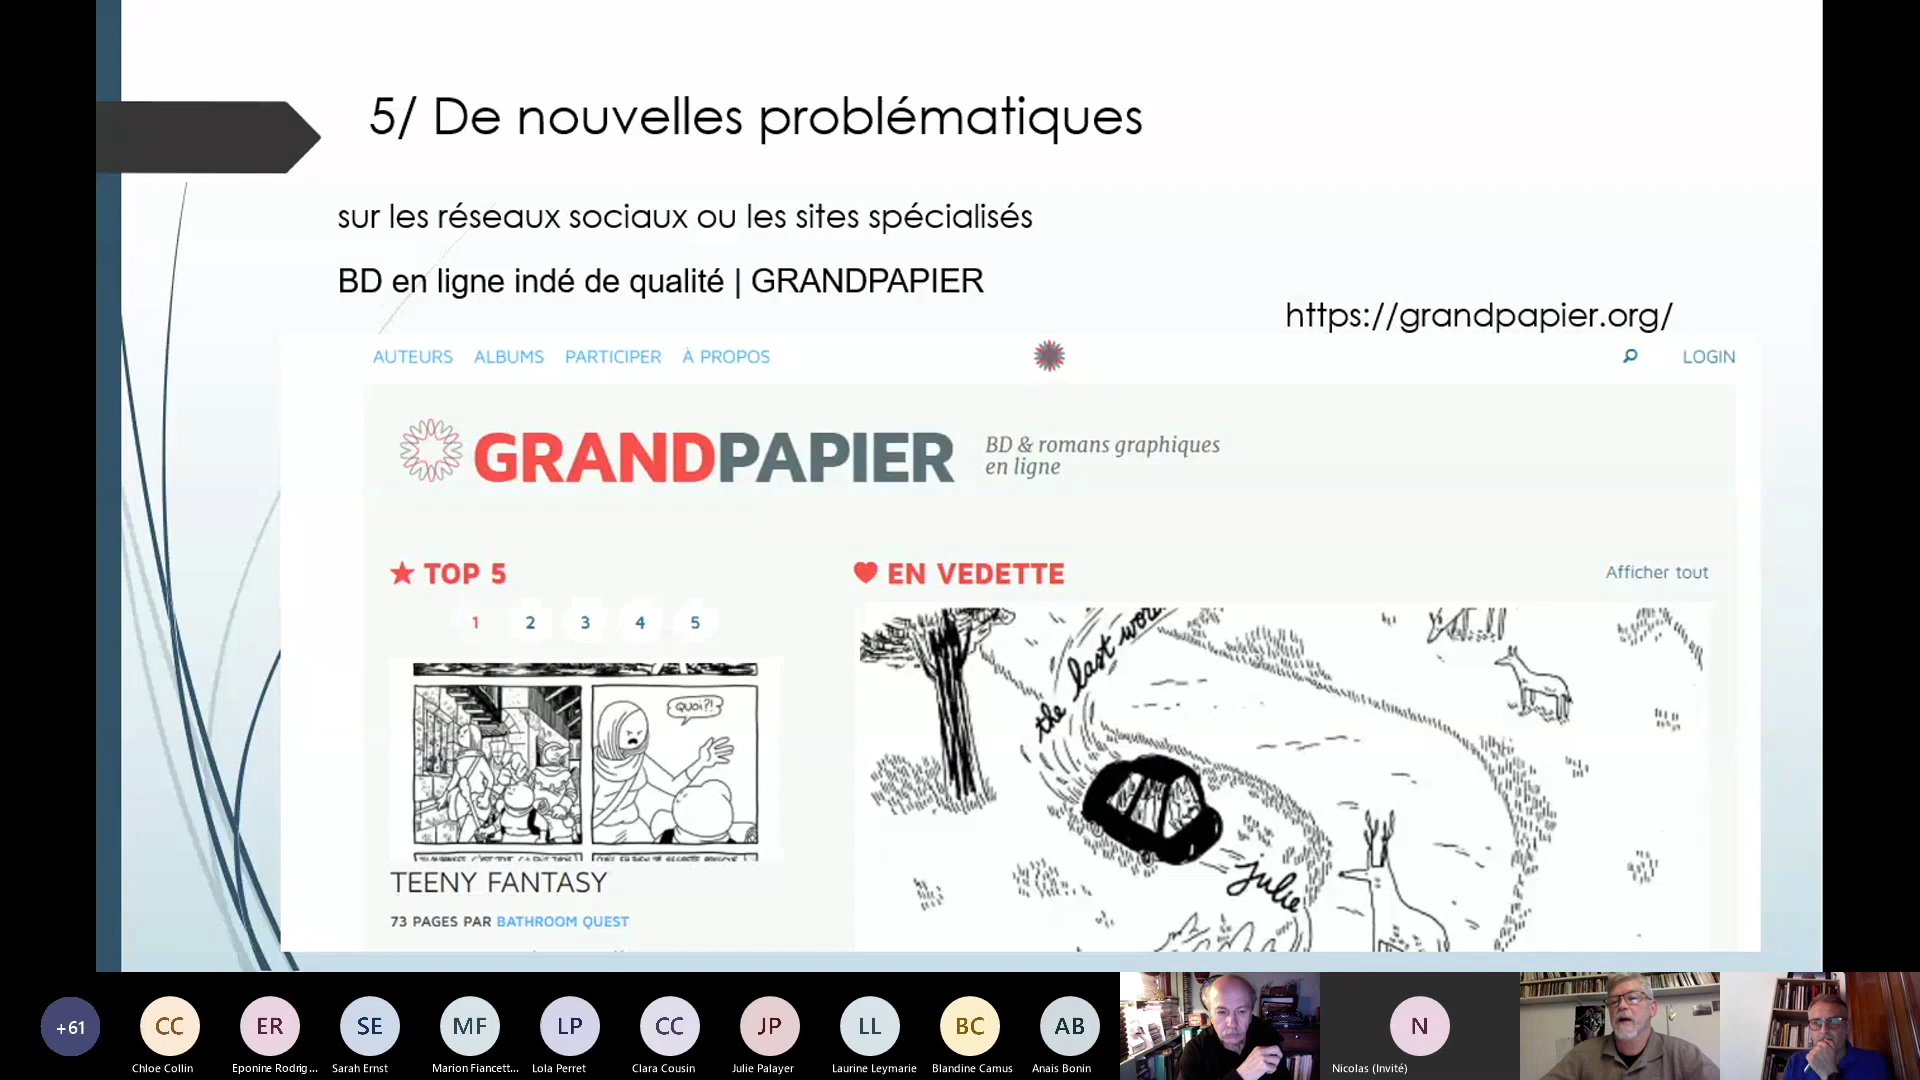 5/ De nouvelles problématiques
sur les réseaux sociaux ou les sites spécialisés
BD en ligne indé de qualité | GRANDPAPIER
https://grandpapier.org/
AUTEURS ALBUMS PARTICIPER À PROPOS LOGIN
GRANDPAPIER
BD & romans graphiques
en ligne
TOP 5
1 2 3 4 5
QUOI?!
TEENY FANTASY
73 PAGES PAR BATHROOM QUEST
EN VEDETTE
Afficher tout
the last
julie
+61
CC
Chloe Collin
ER
Eponine Rodrig...
SE
Sarah Ernst
MF
Marion Fiancett...
LP
Lola Perret
CC
Clara Cousin
JP
Julie Palayer
LL
Laurine Leymarie
BC
Blandine Camus
AB
Anais Bonin
N
Nicolas (Invité)